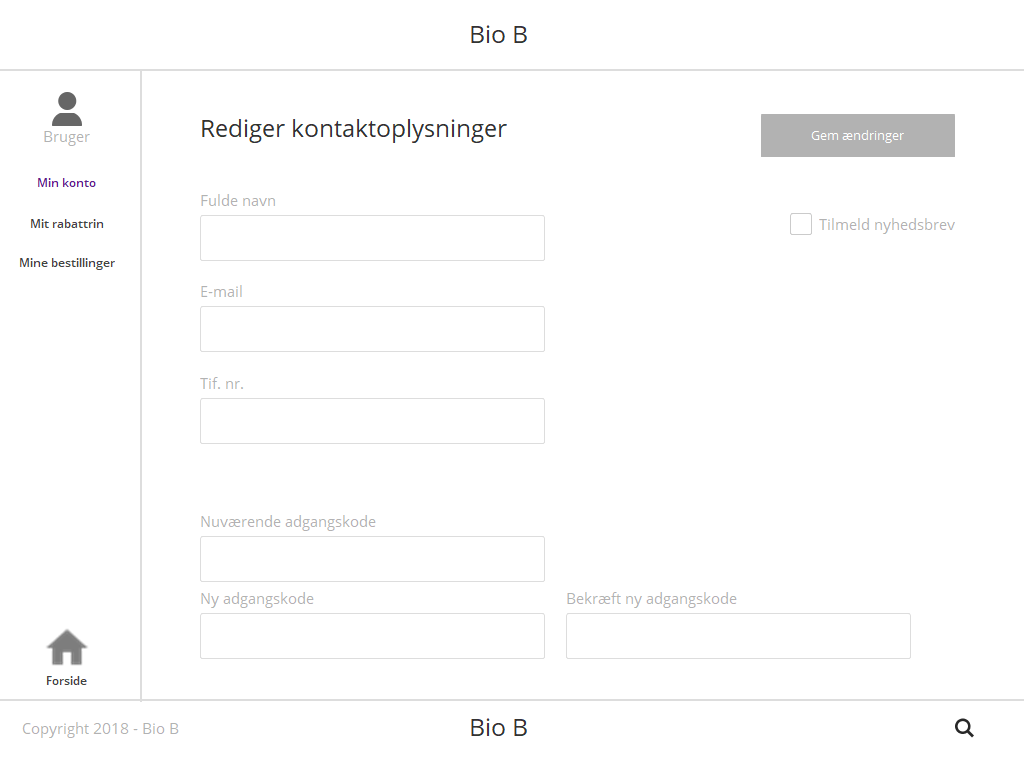 Bio B
Bruger
Min konto
Mit rabattrin
Mine bestillinger
Forside
Rediger kontaktoplysninger
Gem ændringer
Fulde navn
Tilmeld nyhedsbrev
E-mail
Tif. nr.
Nuværende adgangskode
Ny adgangskode
Bekræft ny adgangskode
Copyright 2018 - Bio B
Bio B